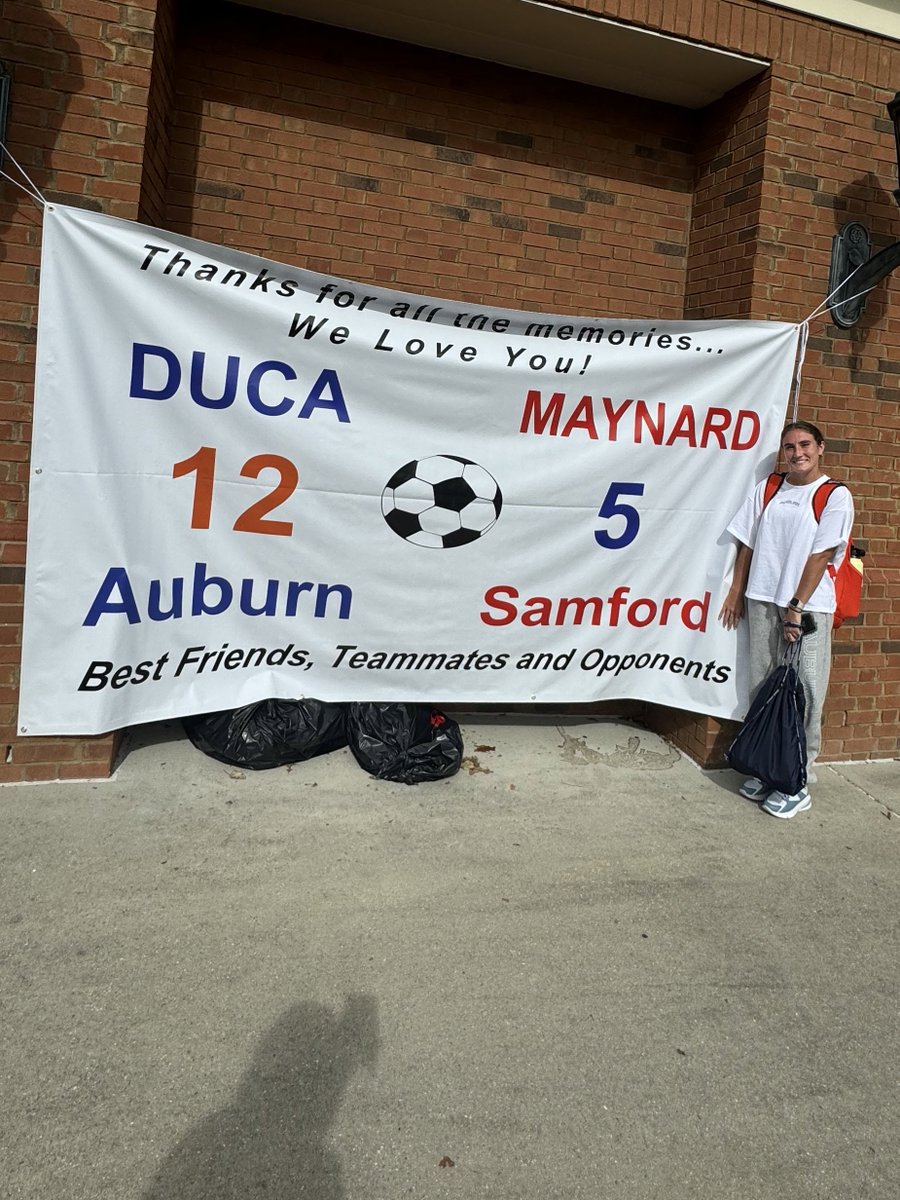 Thanks for all the memories...
We Love You!
DUCA MAYNARD
12 5
Auburn Samford
Best Friends, Teammates and Opponents